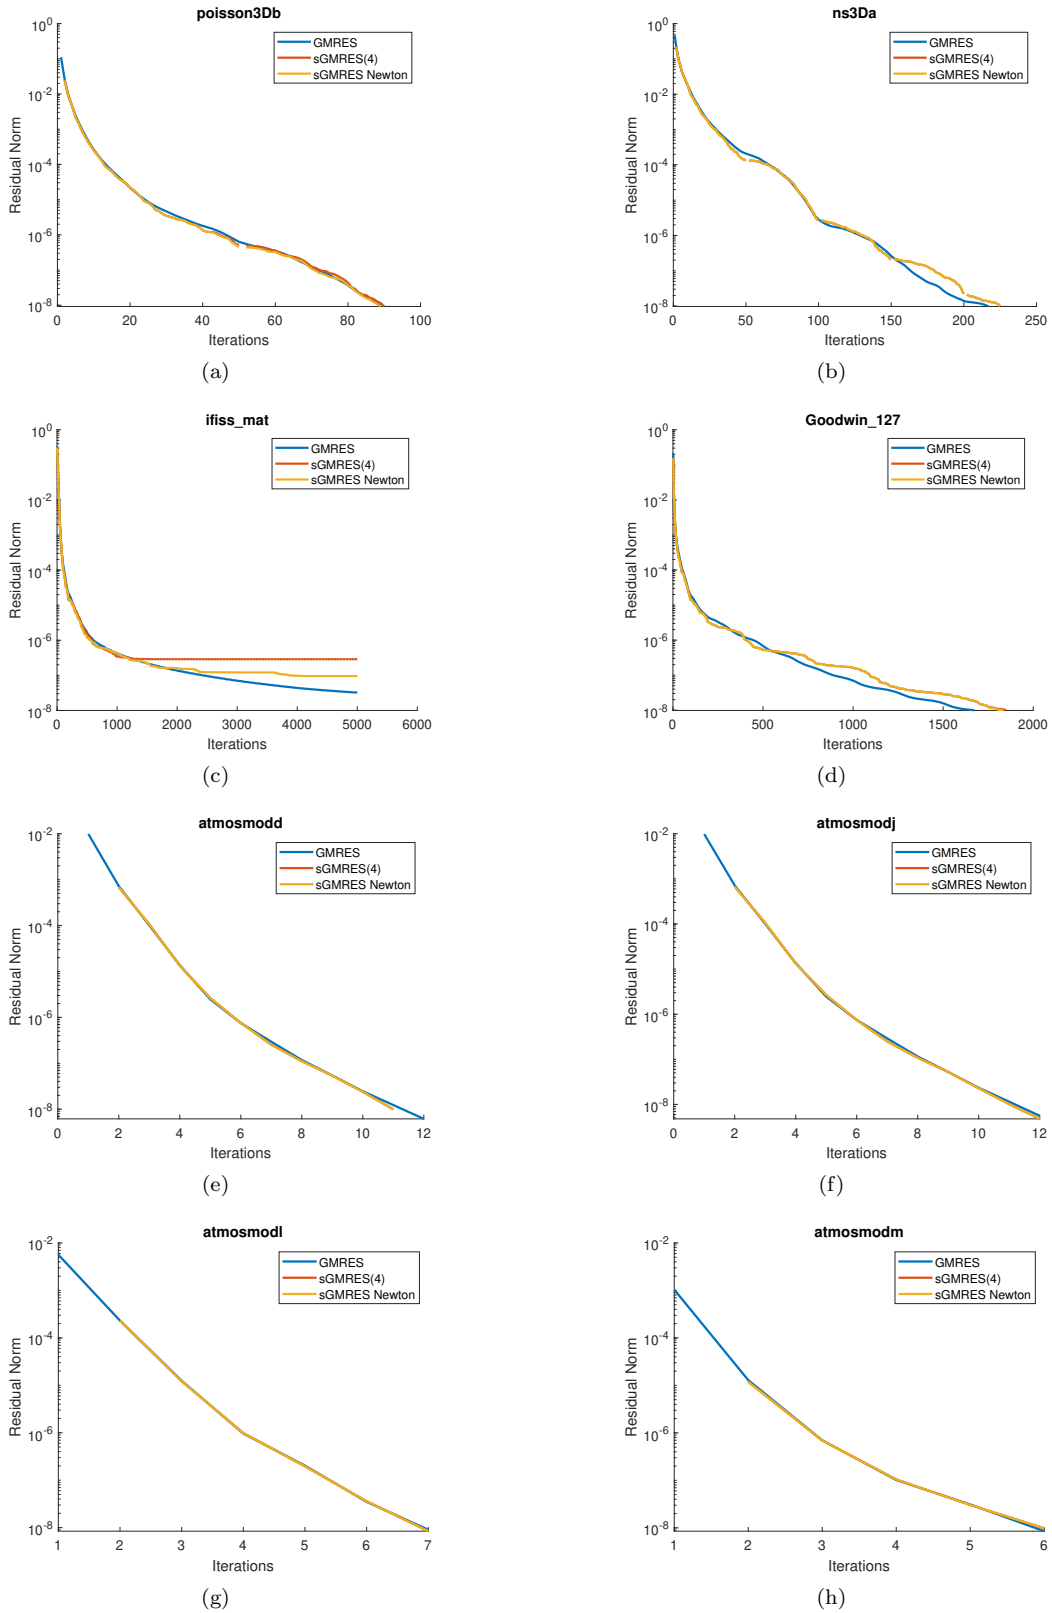 poisson3Db
10^0
10^-2
10^-4
10^-6
10^-8
Residual Norm
0 20 40 60 80 100
Iterations
GMRES
sGMRES(4)
sGMRES Newton
(a)
ns3Da
10^0
10^-2
10^-4
10^-6
10^-8
Residual Norm
0 50 100 150 200 250
Iterations
GMRES
sGMRES(4)
sGMRES Newton
(b)
ifiss_mat
10^0
10^-2
10^-4
10^-6
10^-8
Residual Norm
0 1000 2000 3000 4000 5000 6000
Iterations
GMRES
sGMRES(4)
sGMRES Newton
(c)
Goodwin_127
10^0
10^-2
10^-4
10^-6
10^-8
Residual Norm
0 500 1000 1500 2000
Iterations
GMRES
sGMRES(4)
sGMRES Newton
(d)
atmosmodd
10^-2
10^-4
10^-6
10^-8
Residual Norm
0 2 4 6 8 10 12
Iterations
GMRES
sGMRES(4)
sGMRES Newton
(e)
atmosmodj
10^-2
10^-4
10^-6
10^-8
Residual Norm
0 2 4 6 8 10 12
Iterations
GMRES
sGMRES(4)
sGMRES Newton
(f)
atmosmodl
10^-2
10^-4
10^-6
10^-8
Residual Norm
1 2 3 4 5 6 7
Iterations
GMRES
sGMRES(4)
sGMRES Newton
(g)
atmosmodm
10^-2
10^-4
10^-6
10^-8
Residual Norm
1 2 3 4 5 6
Iterations
GMRES
sGMRES(4)
sGMRES Newton
(h)